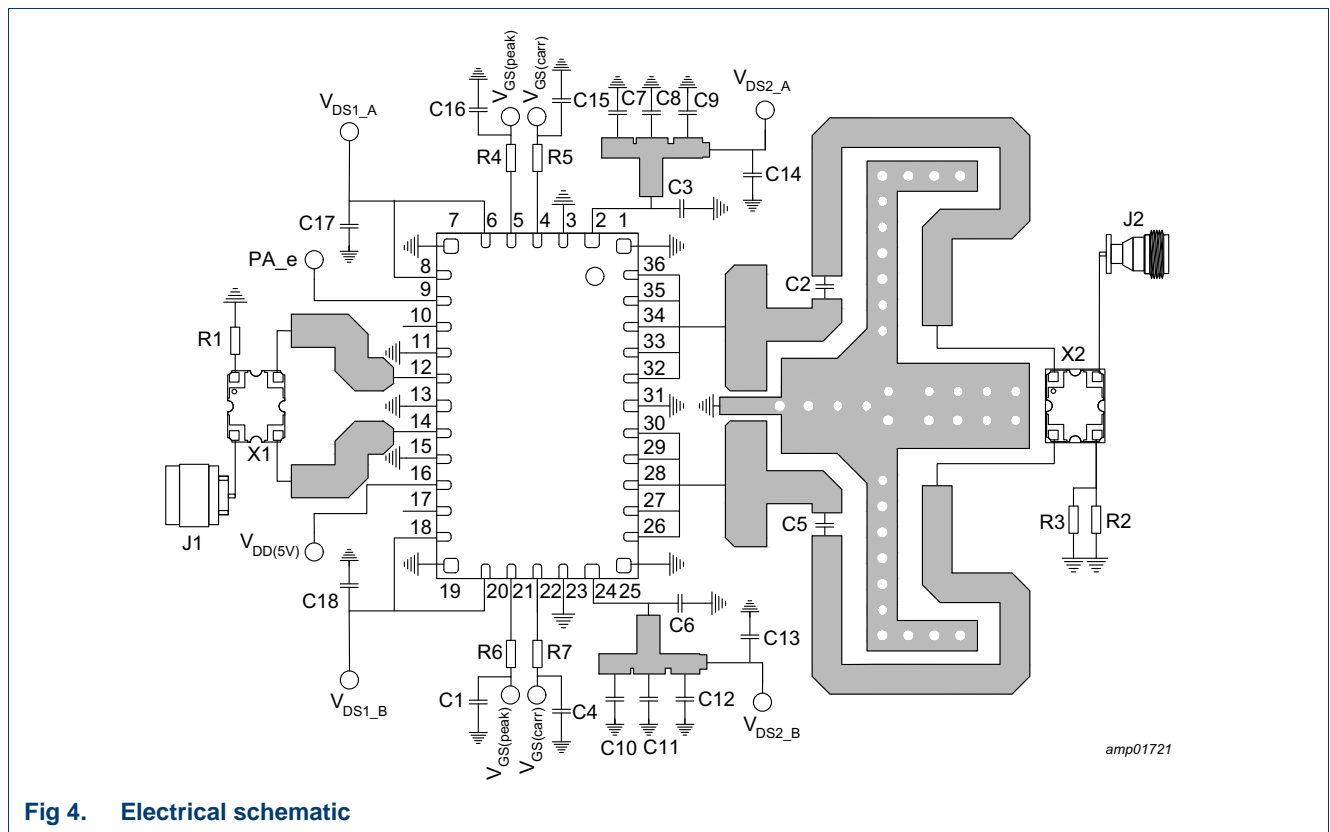 V_GS(peak)
V_GS(carr)
C16
C15
C7
C8
C9
V_DS2_A
V_DS1_A
R4
R5
C14
C3
C17
7 6 5 4 3 2 1
J2
PA_e
8
9
10
11
12
13
14
15
16
17
18
36
35
34
33
32
31
30
29
28
27
26
C2
R1
X2
X1
C5
J1
V_DD(5V)
R3
R2
19 20 21 22 23 24 25
C18
C6
C13
R6
R7
V_DS1_B
C1
C4
C12
V_DS2_B
V_GS(peak)
V_GS(carr)
C10
C11
amp01721
Fig 4. Electrical schematic